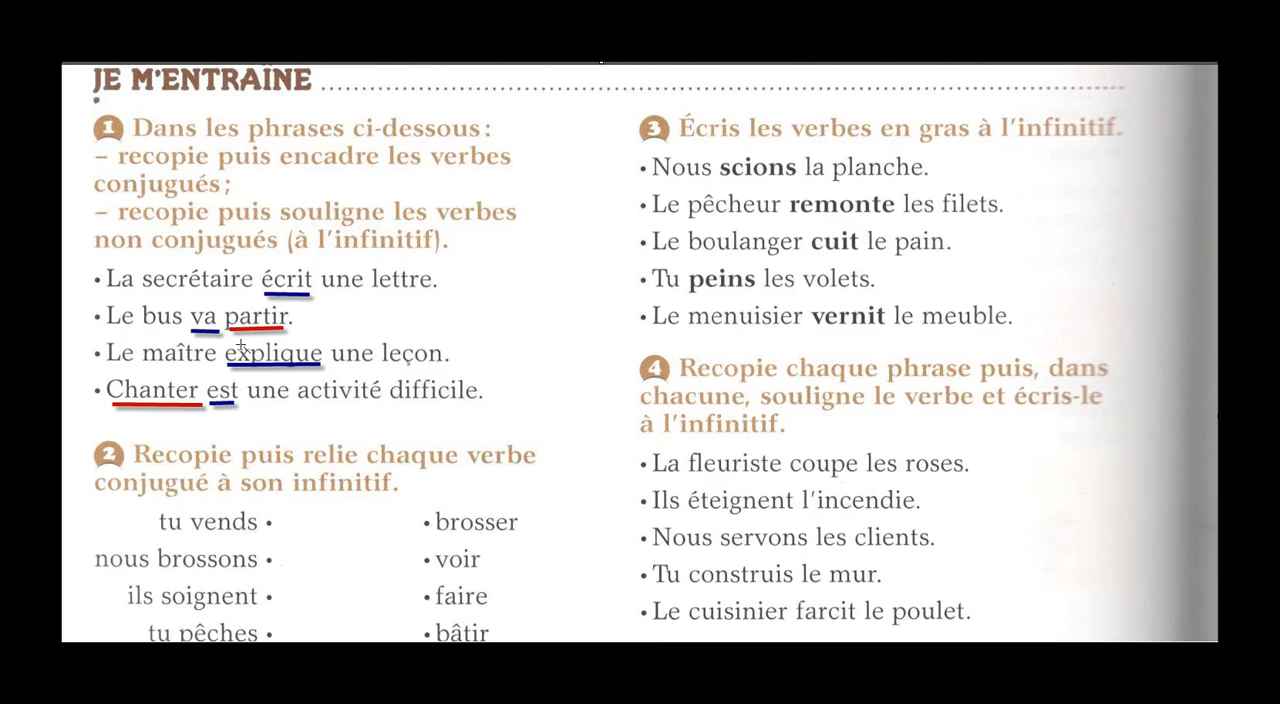 JE M'ENTRAÎNE
1 Dans les phrases ci-dessous :
– recopie puis encadre les verbes
conjugués ;
– recopie puis souligne les verbes
non conjugués (à l'infinitif).
• La secrétaire écrit une lettre.
• Le bus va partir.
• Le maître explique une leçon.
• Chanter est une activité difficile.
2 Recopie puis relie chaque verbe
conjugué à son infinitif.
tu vends • • brosser
nous brossons • • voir
ils soignent • • faire
tu pêches • • bâtir
3 Écris les verbes en gras à l'infinitif.
• Nous scions la planche.
• Le pêcheur remonte les filets.
• Le boulanger cuit le pain.
• Tu peins les volets.
• Le menuisier vernit le meuble.
4 Recopie chaque phrase puis, dans
chacune, souligne le verbe et écris-le
à l'infinitif.
• La fleuriste coupe les roses.
• Ils éteignent l'incendie.
• Nous servons les clients.
• Tu construis le mur.
• Le cuisinier farcit le poulet.